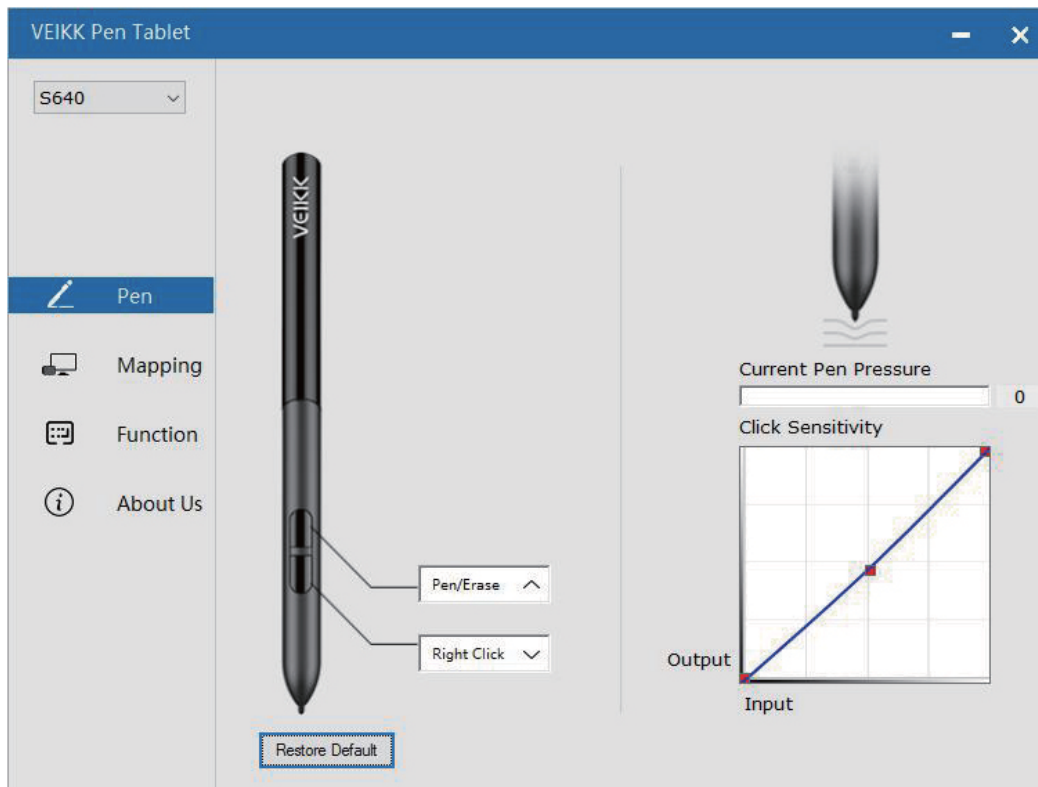 VEIKK Pen Tablet
S640
Pen
Mapping
Function
About Us
VEIKK
Pen/Erase
Right Click
Restore Default
Current Pen Pressure
0
Click Sensitivity
Output
Input